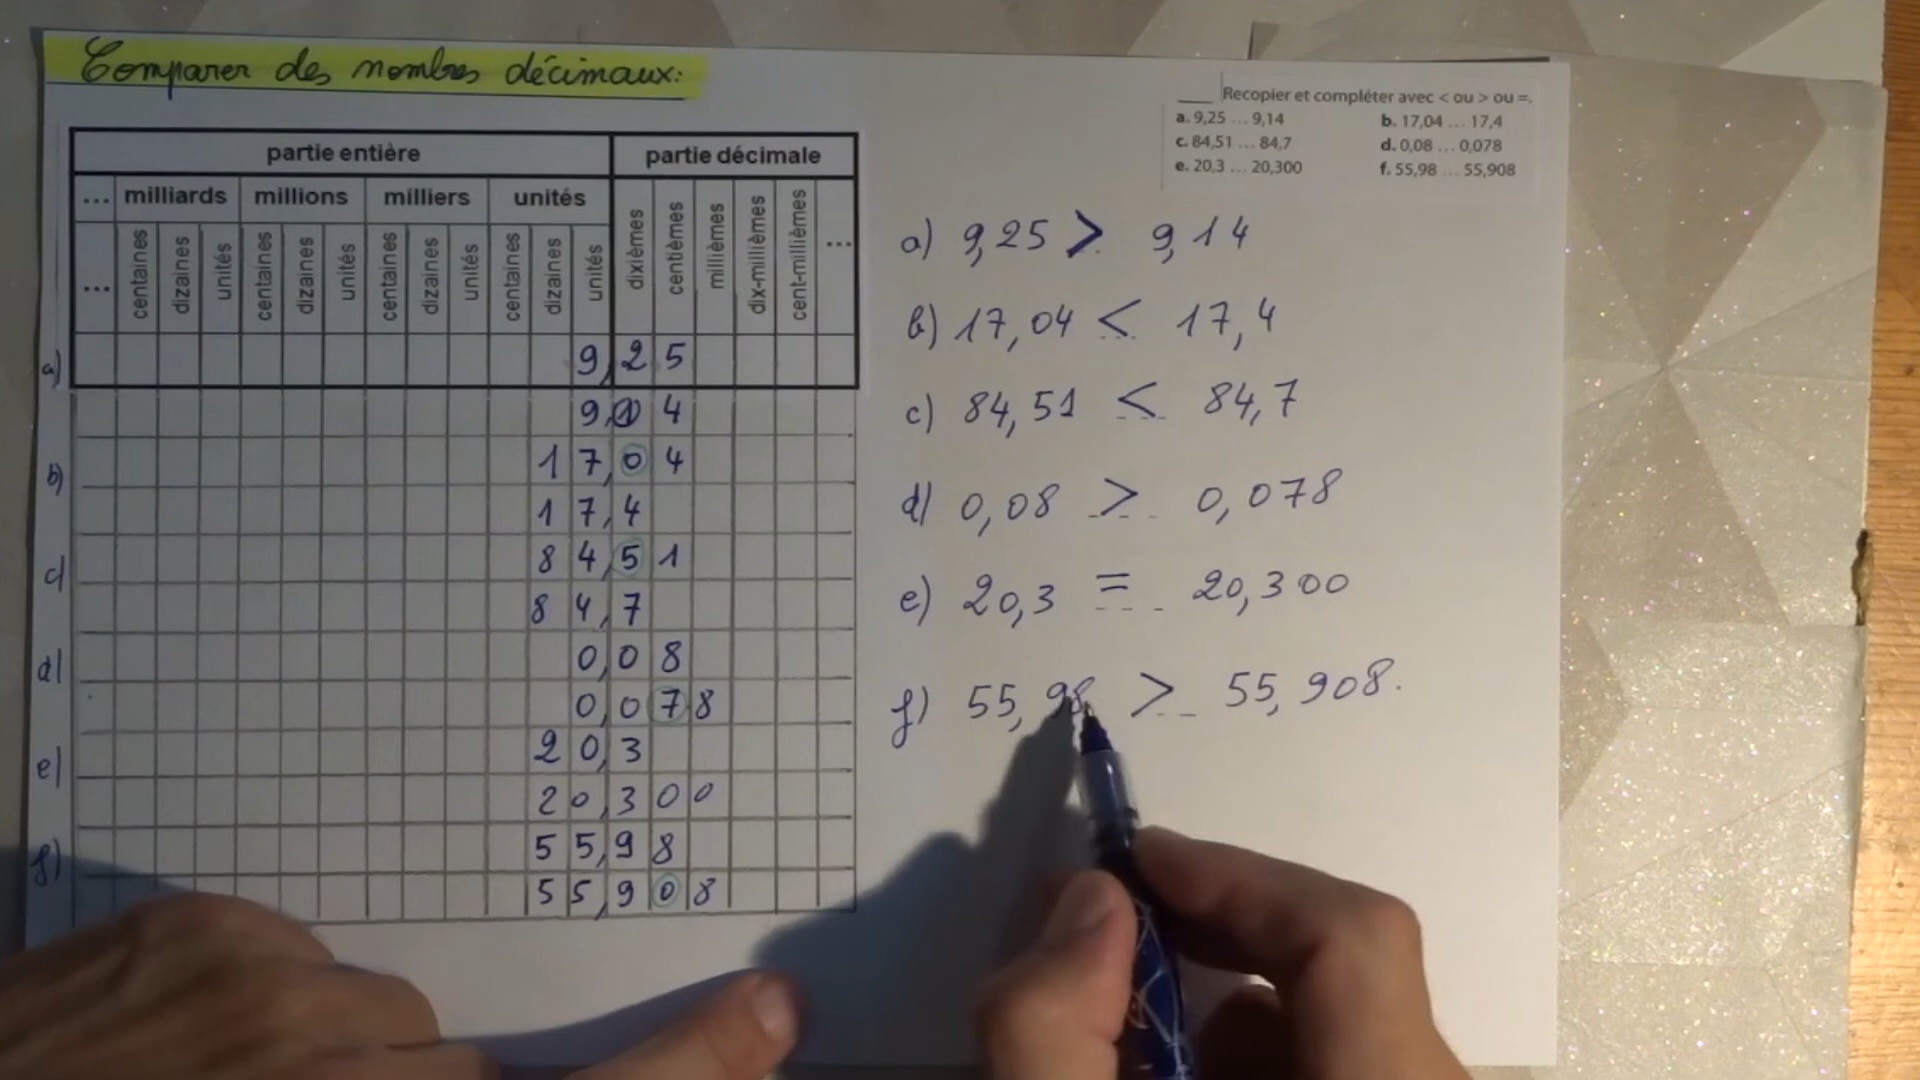 Comparer des nombres décimaux:
Recopier et compléter avec < ou > ou =.
a. 9,25 ... 9,14
b. 17,04 ... 17,4
c. 84,51 ... 84,7
d. 0,08 ... 0,078
e. 20,3 ... 20,300
f. 55,98 ... 55,908
partie entière partie décimale
... milliards millions milliers unités
... centaines dizaines unités centaines dizaines unités centaines dizaines unités centaines dizaines unités dixièmes centièmes millièmes dix-millièmes cent-millièmes ...
a) 9,25
9,14
b) 17,04
17,4
c) 84,51
84,7
d) 0,08
0,078
e) 20,3
20,300
f) 55,98
55,908
a) 9,25 > 9,14
b) 17,04 < 17,4
c) 84,51 < 84,7
d) 0,08 > 0,078
e) 20,3 = 20,300
f) 55,98 > 55,908.